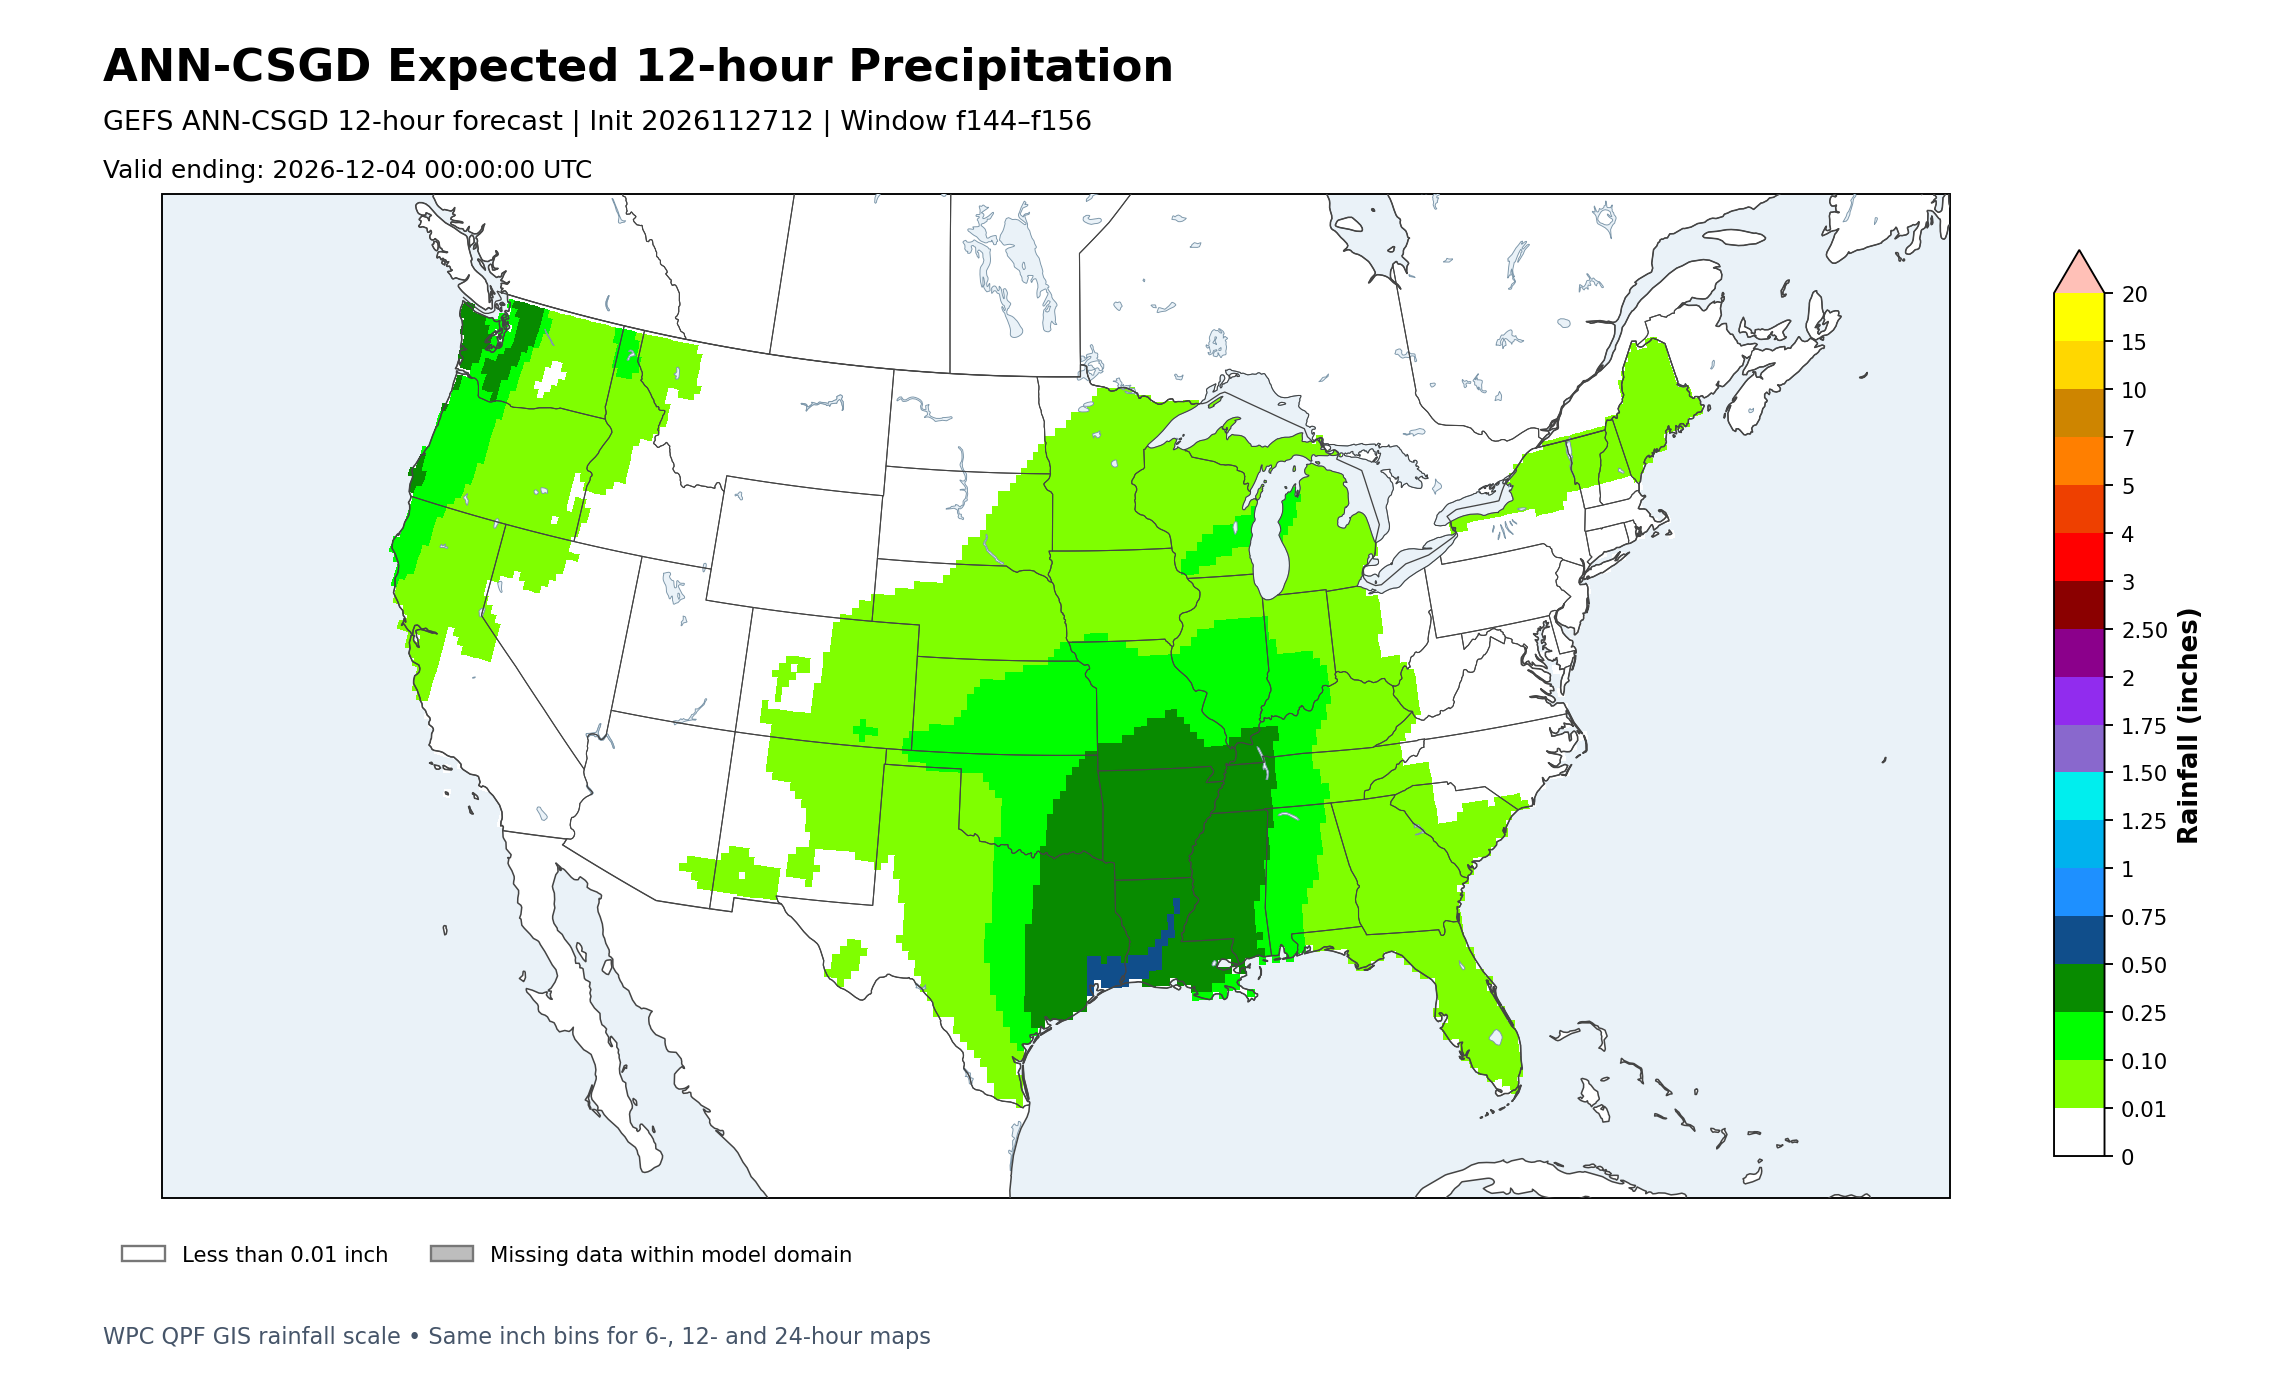 ANN-CSGD Expected 12-hour Precipitation
GEFS ANN-CSGD 12-hour forecast | Init 2026112712 | Window f144–f156
Valid ending: 2026-12-04 00:00:00 UTC
20
15
10
7
5
4
3
2.50
2
1.75
1.50
1.25
1
0.75
0.50
0.25
0.10
0.01
0
Rainfall (inches)
Less than 0.01 inch
Missing data within model domain
WPC QPF GIS rainfall scale • Same inch bins for 6-, 12- and 24-hour maps